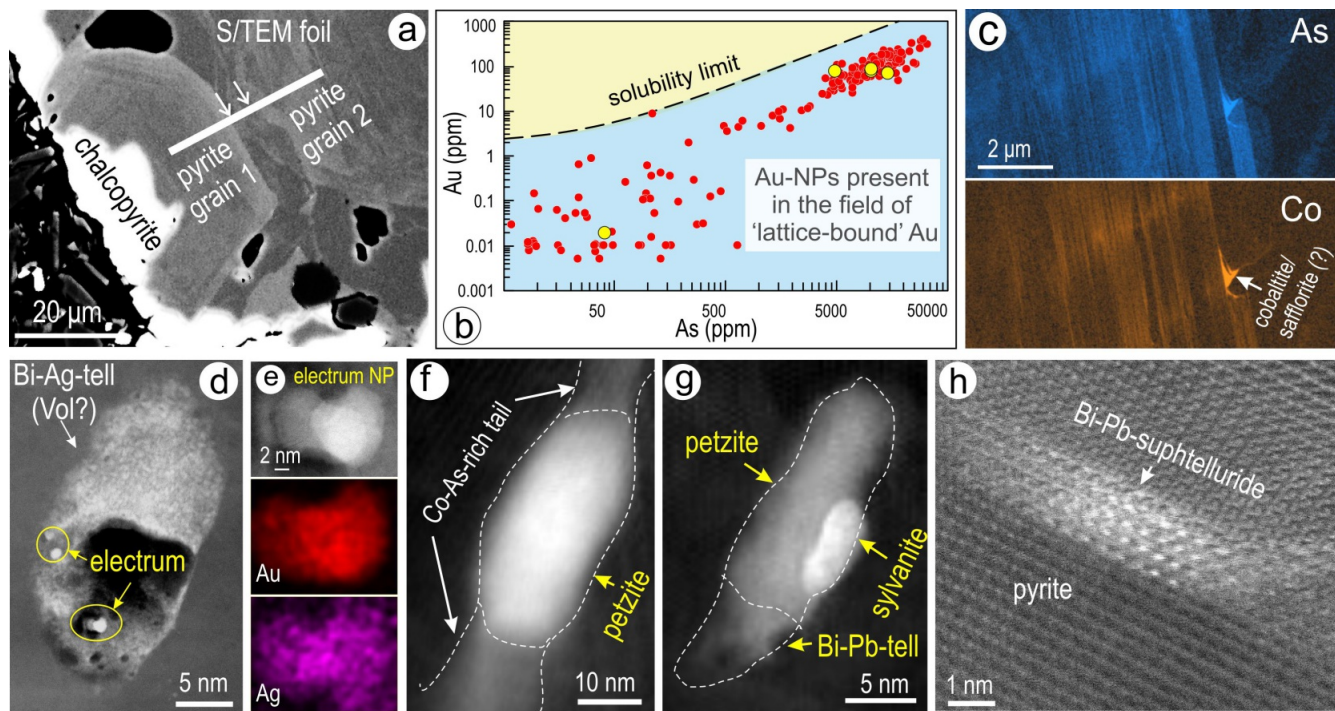 a
S/TEM foil
pyrite
grain 2
pyrite
grain 1
chalcopyrite
20 µm
b
Au (ppm)
1000
100
10
1
0.1
0.01
0.001
solubility limit
Au-NPs present
in the field of
‘lattice-bound’ Au
50
500
5000
50000
As (ppm)
c
As
2 µm
Co
cobaltite/
safflorite (?)
d
Bi-Ag-tell
(Vol?)
electrum
5 nm
e
electrum NP
2 nm
Au
Ag
f
Co-As-rich tail
petzite
10 nm
g
petzite
sylvanite
Bi-Pb-tell
5 nm
h
Bi-Pb-suphtelluride
pyrite
1 nm